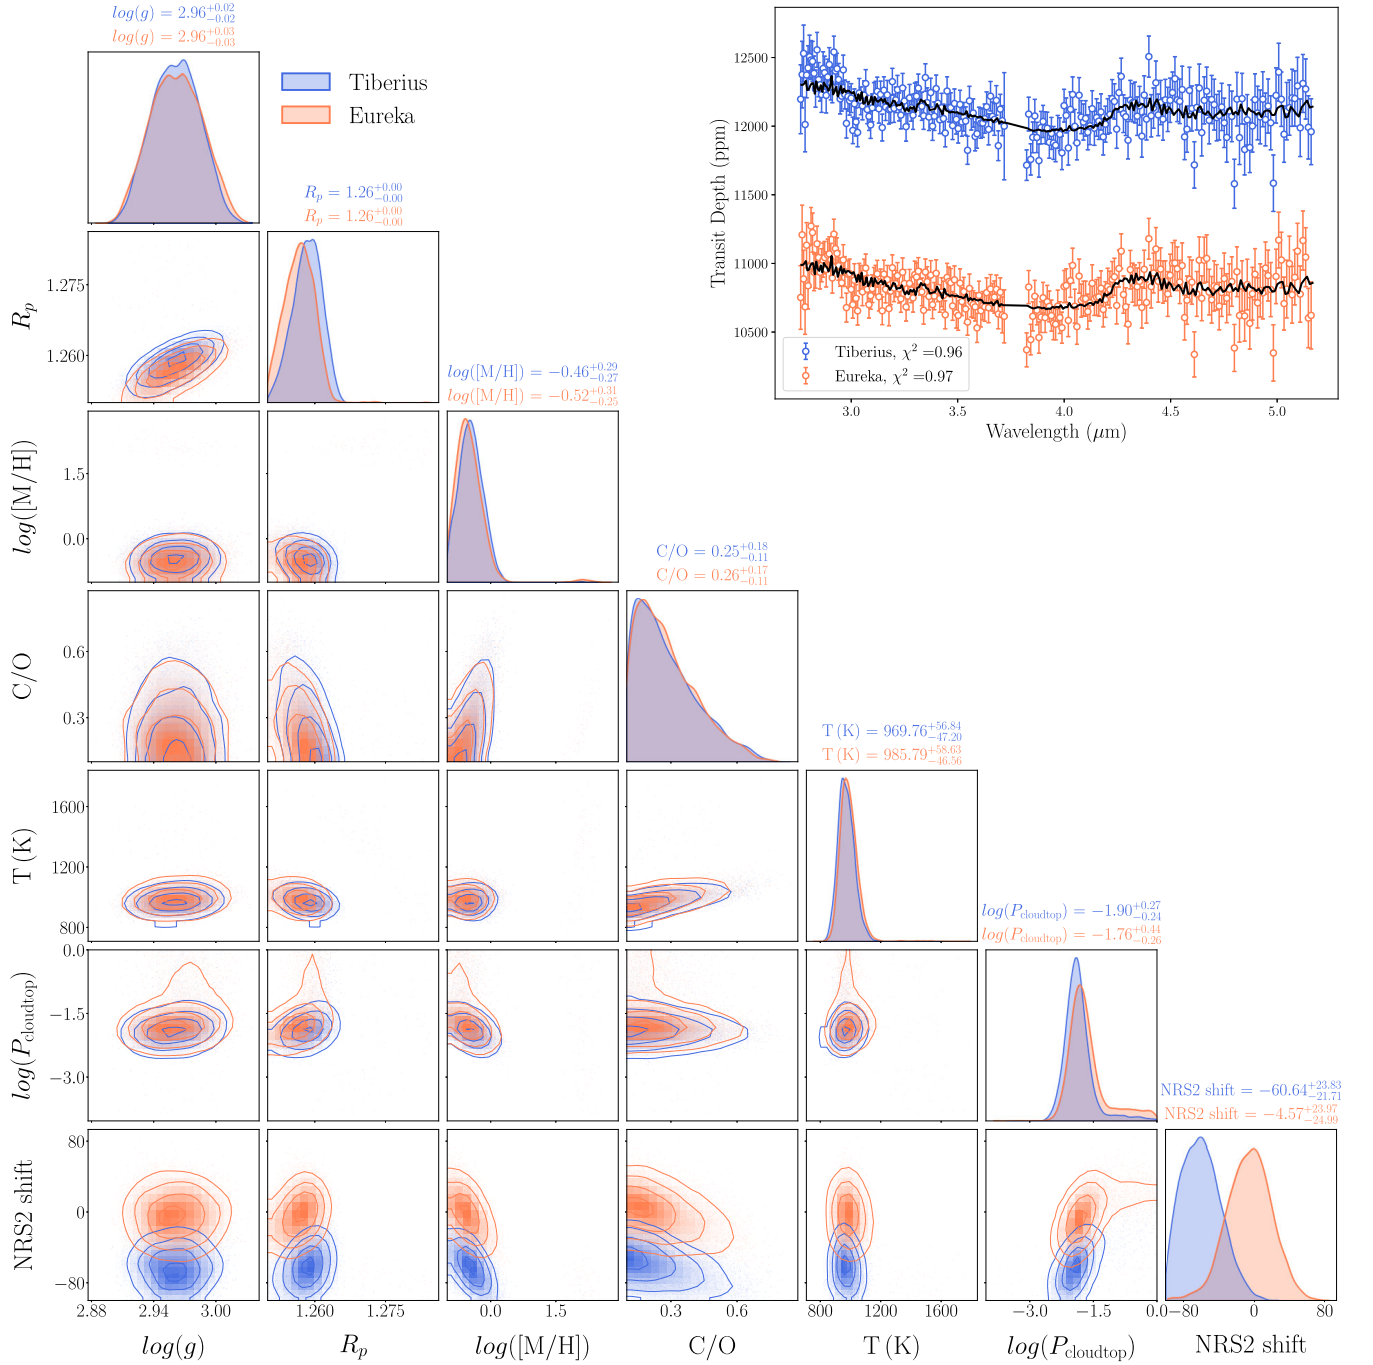 log(g) = 2.96+0.02−0.02
log(g) = 2.96+0.03−0.03
Tiberius
Eureka
Rp = 1.26+0.00−0.00
Rp = 1.26+0.00−0.00
log([M/H]) = −0.46+0.29−0.27
log([M/H]) = −0.52+0.31−0.25
C/O = 0.25+0.18−0.11
C/O = 0.26+0.17−0.11
T (K) = 969.76+56.84−47.20
T (K) = 985.79+58.63−46.56
log(Pcloudtop) = −1.90+0.27−0.24
log(Pcloudtop) = −1.76+0.44−0.26
NRS2 shift = −60.64+23.83−21.71
NRS2 shift = −4.57+23.97−24.99
12500
12000
11500
11000
10500
Transit Depth (ppm)
Tiberius, χ² =0.96
Eureka, χ² =0.97
3.0 3.5 4.0 4.5 5.0
Wavelength (μm)
Rp
1.275
1.260
log([M/H])
1.5
0.0
C/O
0.6
0.3
T (K)
1600
1200
800
log(Pcloudtop)
0.0
−1.5
−3.0
NRS2 shift
80
0
−80
2.88 2.94 3.00 1.260 1.275 0.0 1.5 0.3 0.6 800 1200 1600 −3.0 −1.5 0.0 −80 0 80
log(g) Rp log([M/H]) C/O T (K) log(Pcloudtop) NRS2 shift